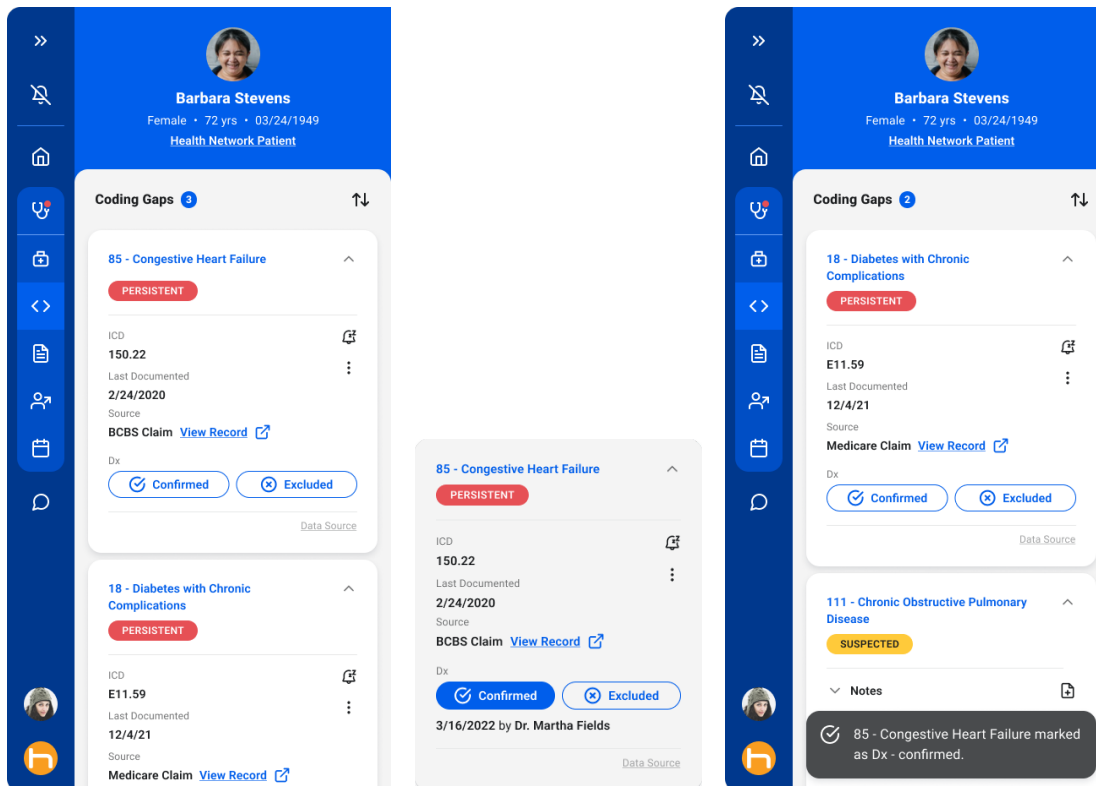 Barbara Stevens
Female • 72 yrs • 03/24/1949
Health Network Patient
Coding Gaps 3
85 - Congestive Heart Failure
PERSISTENT
ICD
150.22
Last Documented
2/24/2020
Source
BCBS Claim View Record
Dx
Confirmed Excluded
Data Source
18 - Diabetes with Chronic
Complications
PERSISTENT
ICD
E11.59
Last Documented
12/4/21
Source
Medicare Claim View Record
85 - Congestive Heart Failure
PERSISTENT
ICD
150.22
Last Documented
2/24/2020
Source
BCBS Claim View Record
Dx
Confirmed Excluded
3/16/2022 by Dr. Martha Fields
Data Source
Barbara Stevens
Female • 72 yrs • 03/24/1949
Health Network Patient
Coding Gaps 2
18 - Diabetes with Chronic
Complications
PERSISTENT
ICD
E11.59
Last Documented
12/4/21
Source
Medicare Claim View Record
Dx
Confirmed Excluded
Data Source
111 - Chronic Obstructive Pulmonary
Disease
SUSPECTED
Notes
85 - Congestive Heart Failure marked
as Dx - confirmed.